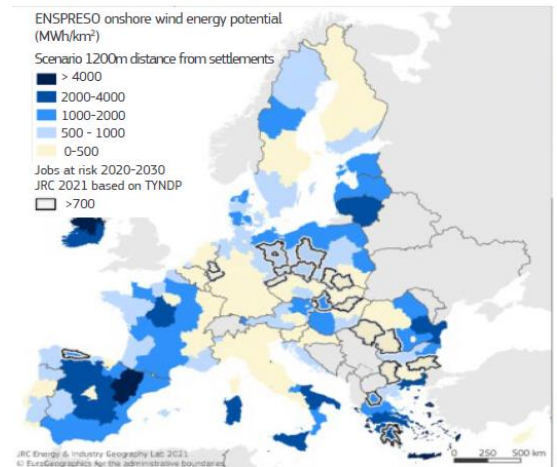 ENSPRESO onshore wind energy potential
(MWh/km²)
Scenario 1200m distance from settlements
> 4000
2000-4000
1000-2000
500 - 1000
0-500
Jobs at risk 2020-2030
JRC 2021 based on TYNDP
>700
JRC Energy & Industry Geography Lab 2021
© EuroGeographics for the administrative boundaries
0 250 500 km